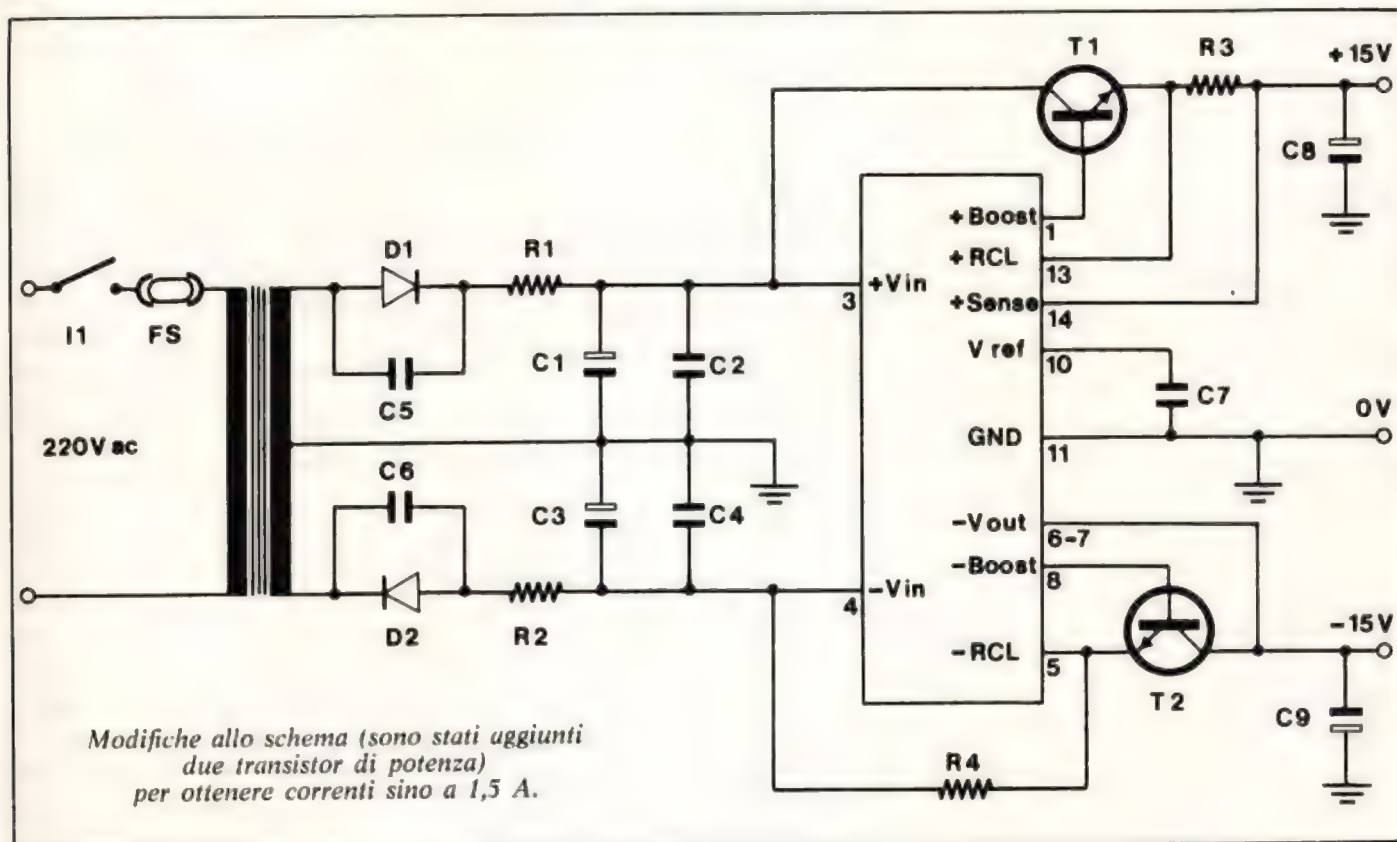 T1
R3
+15V
C8
+Boost
1
+RCL
13
+Sense
14
Vref
10
C7
0V
GND
11
-Vout
6-7
-Boost
8
-RCL
5
T2
-15V
C9
R4
+Vin
3
-Vin
4
D1
R1
C5
C1
C2
I1
FS
220Vac
C6
C3
C4
D2
R2
Modifiche allo schema (sono stati aggiunti
due transistor di potenza)
per ottenere correnti sino a 1,5 A.